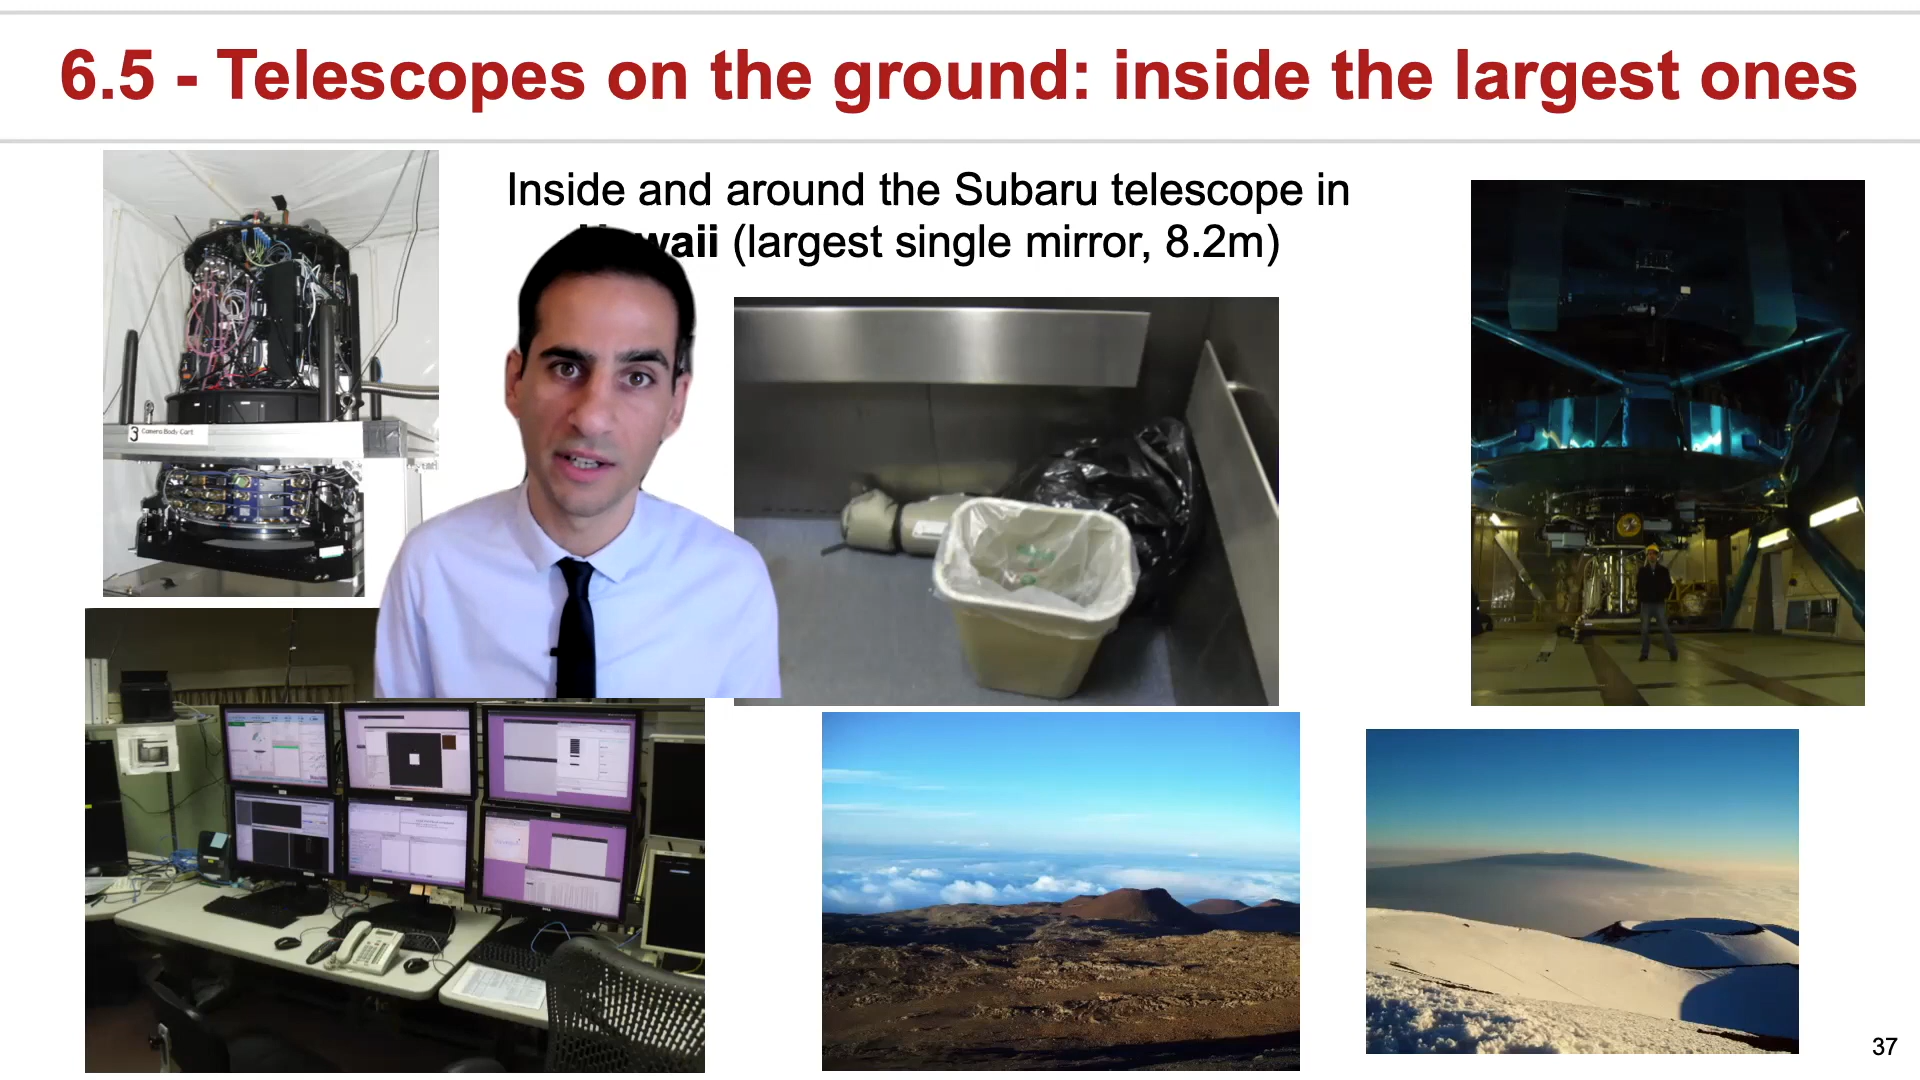 6.5 - Telescopes on the ground: inside the largest ones
Inside and around the Subaru telescope in
(largest single mirror, 8.2m)
3 Camera Body Cart
37